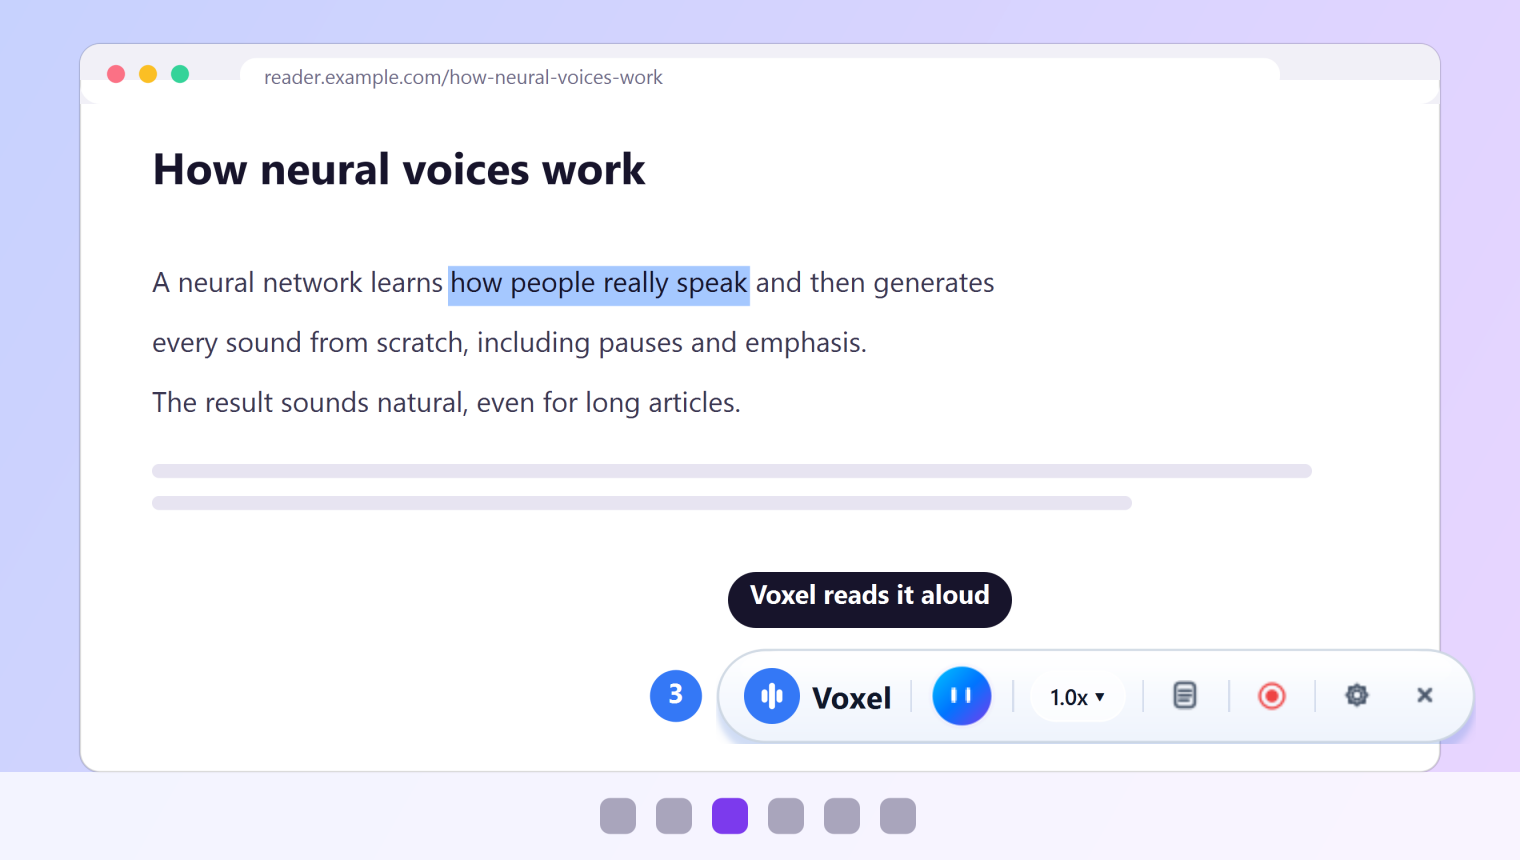 reader.example.com/how-neural-voices-work
How neural voices work
A neural network learns how people really speak and then generates
every sound from scratch, including pauses and emphasis.
The result sounds natural, even for long articles.
Voxel reads it aloud
3
Voxel
1.0x ▾